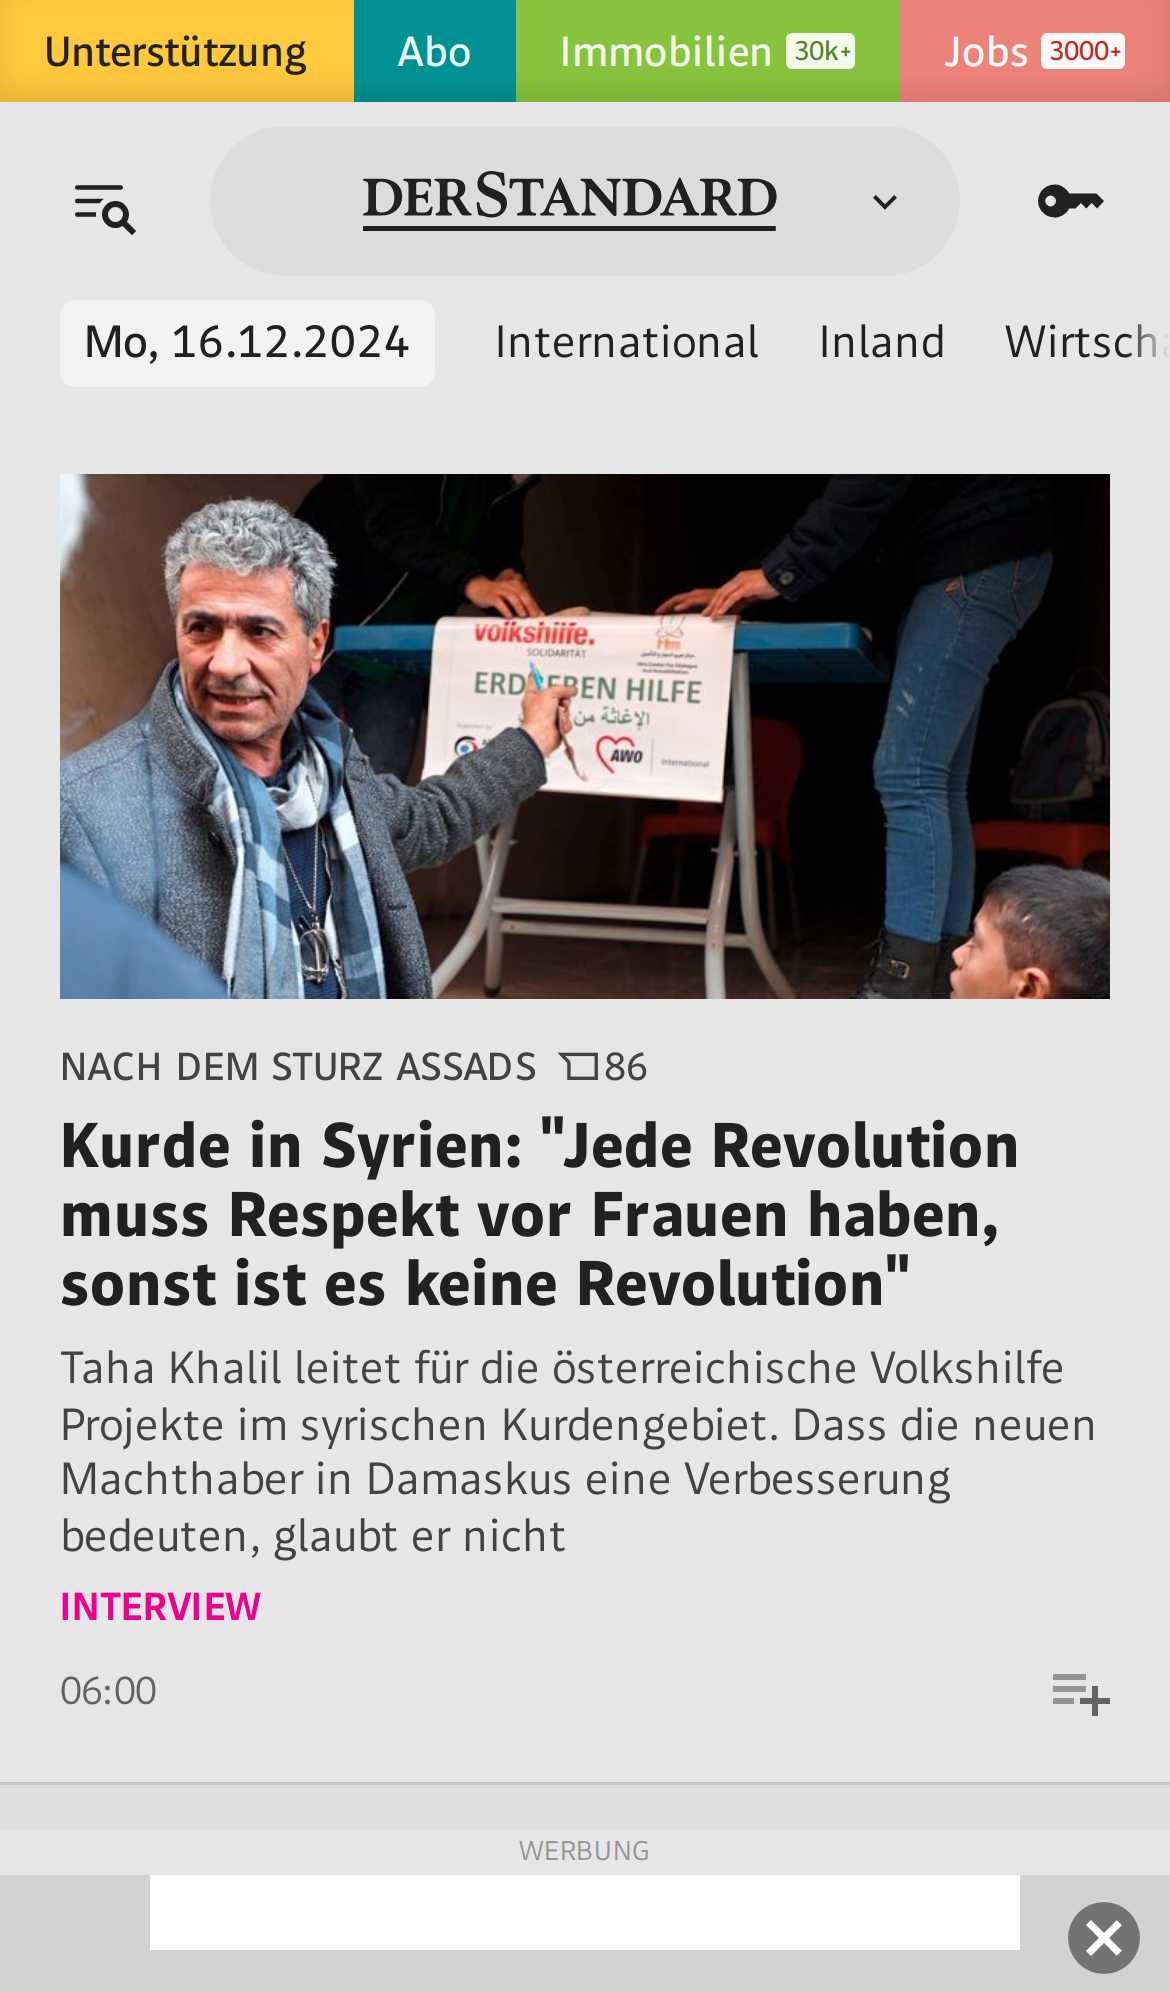 Unterstützung
Abo
Immobilien 30k+
Jobs 3000+
DERSTANDARD
Mo, 16.12.2024
International
Inland
Wirtscha
volkshilfe.
SOLIDARITÄT
HILFE
الإغاثة من
AWO
International
NACH DEM STURZ ASSADS 86
Kurde in Syrien: "Jede Revolution
muss Respekt vor Frauen haben,
sonst ist es keine Revolution"
Taha Khalil leitet für die österreichische Volkshilfe
Projekte im syrischen Kurdengebiet. Dass die neuen
Machthaber in Damaskus eine Verbesserung
bedeuten, glaubt er nicht
INTERVIEW
06:00
WERBUNG